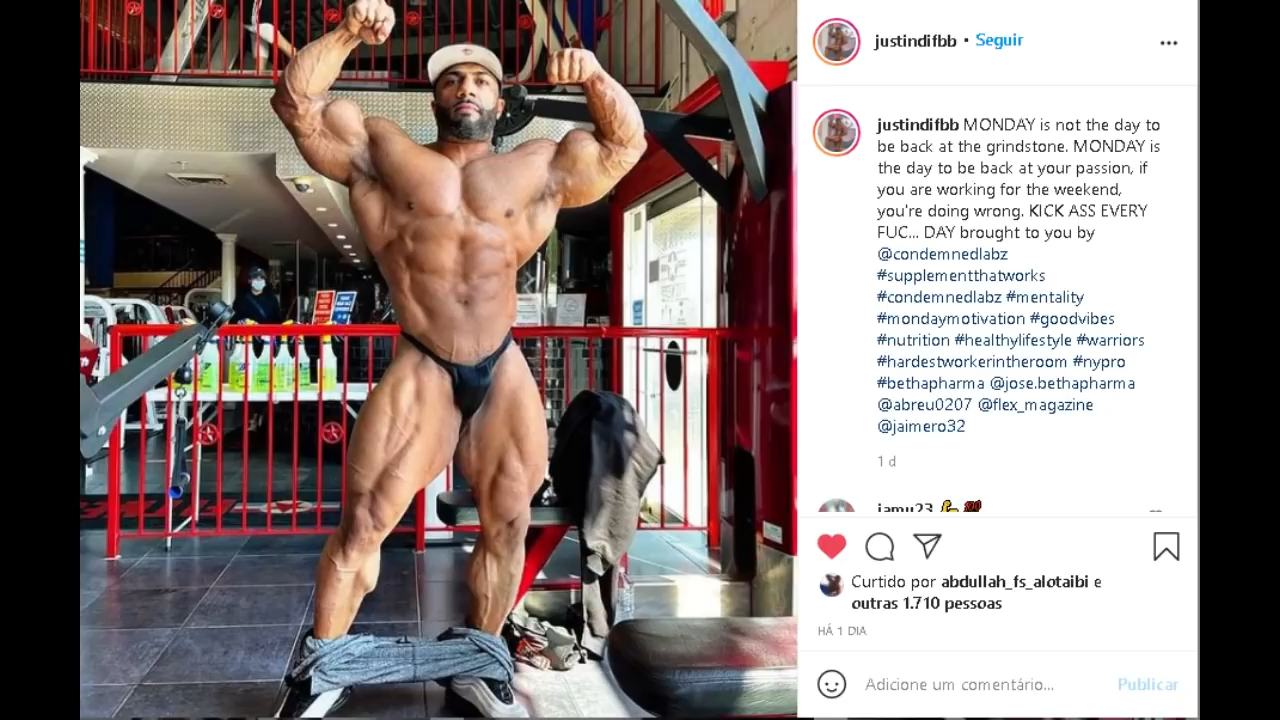 justindifbb • Seguir
justindifbb MONDAY is not the day to
be back at the grindstone. MONDAY is
the day to be back at your passion, if
you are working for the weekend,
you're doing wrong. KICK ASS EVERY
FUC... DAY brought to you by
@condemnedlabz
#supplementthatworks
#condemnedlabz #mentality
#mondaymotivation #goodvibes
#nutrition #healthylifestyle #warriors
#hardestworkerintheroom #nypro
#bethapharma @jose.bethapharma
@abreu0207 @flex_magazine
@jaimero32
1 d
jamu23 💪 💯
Curtido por abdullah_fs_alotaibi e
outras 1.710 pessoas
HÁ 1 DIA
Adicione um comentário... Publicar